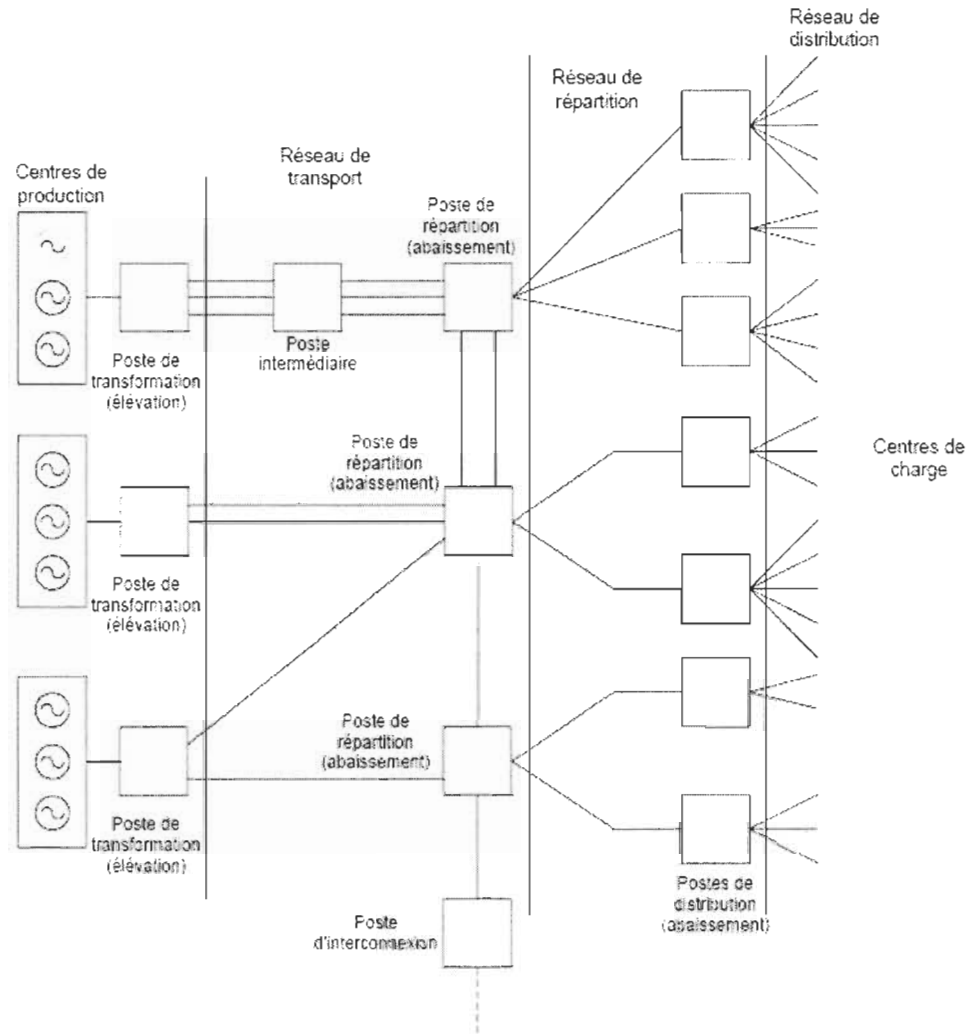 Réseau de
distribution
Réseau de
répartition
Centres de
production
Réseau de
transport
Poste de
répartition
(abaissement)
Poste de
transformation
(élévation)
Poste
intermédiaire
Poste de
répartition
(abaissement)
Centres de
charge
Poste de
transformation
(élévation)
Poste de
répartition
(abaissement)
Poste de
transformation
(élévation)
Postes de
distribution
(abaissement)
Poste
d'interconnexion